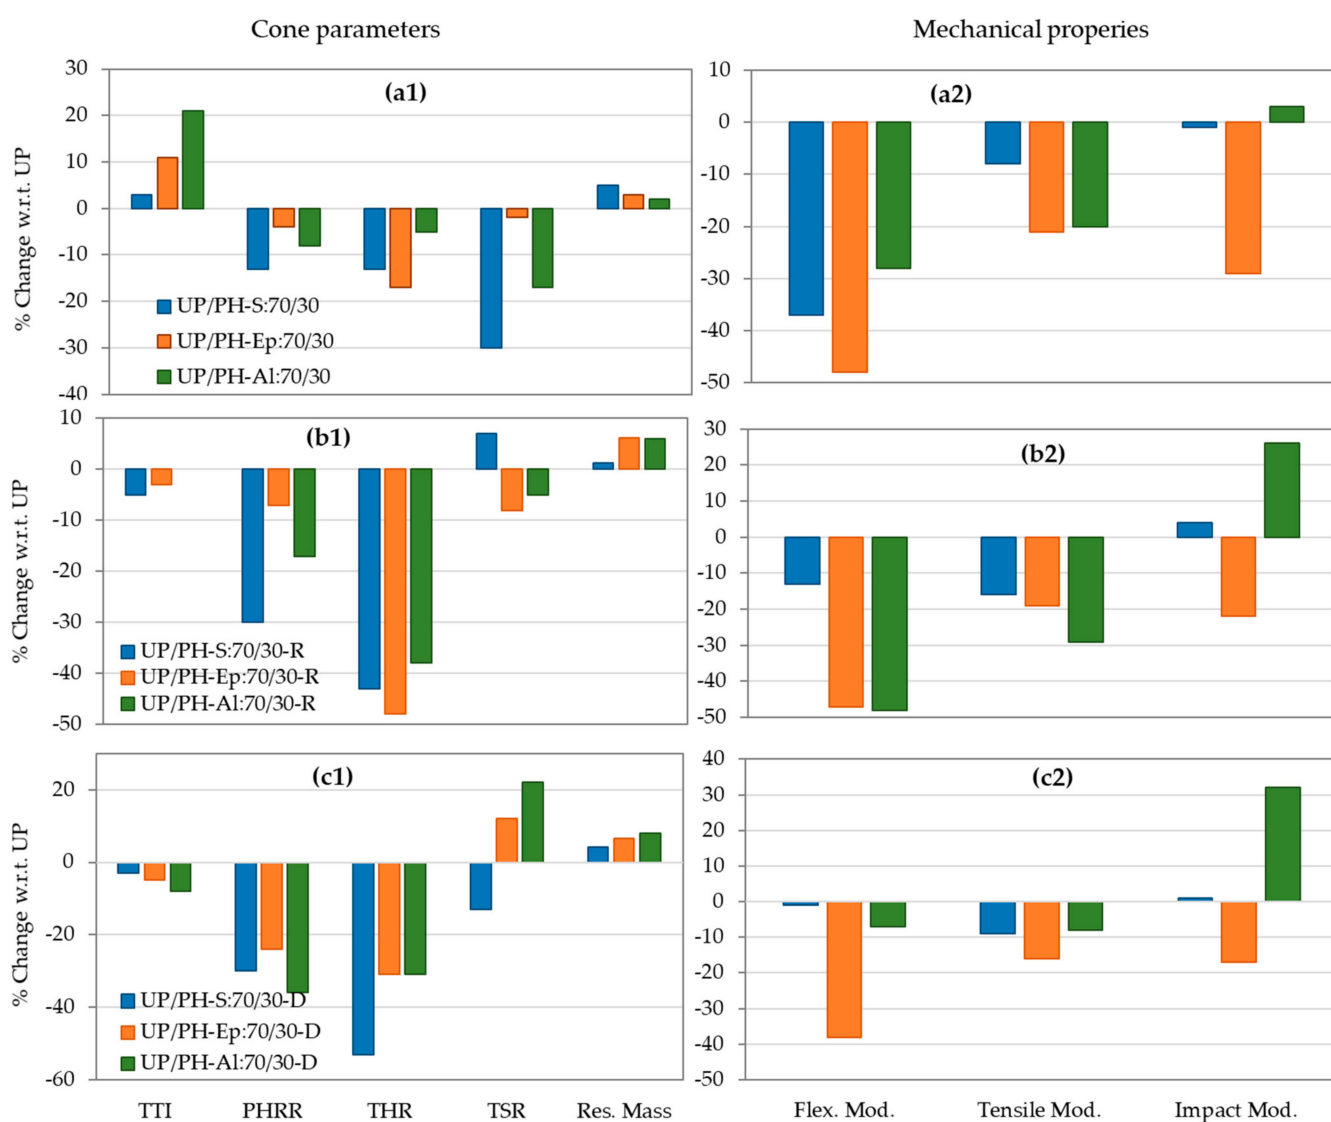 Cone parameters
Mechanical properies
% Change w.r.t. UP
30
20
10
0
-10
-20
-30
-40
(a1)
UP/PH-S:70/30
UP/PH-Ep:70/30
UP/PH-Al:70/30
10
0
-10
-20
-30
-40
-50
(a2)
% Change w.r.t. UP
10
0
-10
-20
-30
-40
-50
(b1)
UP/PH-S:70/30-R
UP/PH-Ep:70/30-R
UP/PH-Al:70/30-R
30
20
10
0
-10
-20
-30
-40
-50
(b2)
% Change w.r.t. UP
20
0
-20
-40
-60
(c1)
UP/PH-S:70/30-D
UP/PH-Ep:70/30-D
UP/PH-Al:70/30-D
TTI PHRR THR TSR Res. Mass
40
30
20
10
0
-10
-20
-30
-40
-50
(c2)
Flex. Mod. Tensile Mod. Impact Mod.